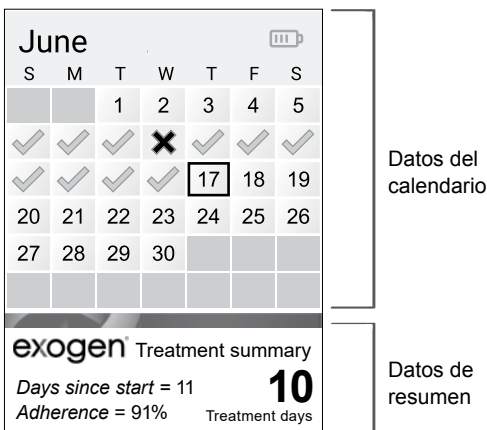 June
S M T W T F S
1 2 3 4 5
17 18 19
20 21 22 23 24 25 26
27 28 29 30
Datos del
calendario
exogen® Treatment summary
Days since start = 11
Adherence = 91%
10
Treatment days
Datos de
resumen